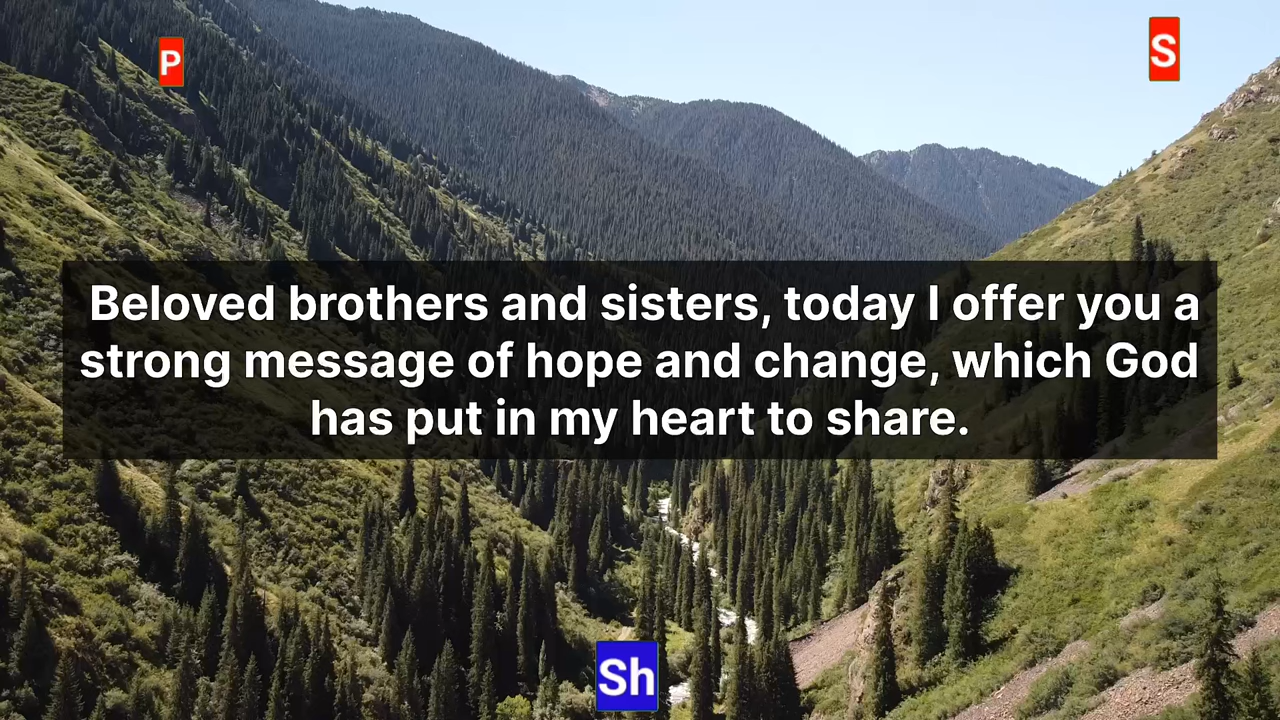 P
S
Beloved brothers and sisters, today I offer you a
strong message of hope and change, which God
has put in my heart to share.
Sh